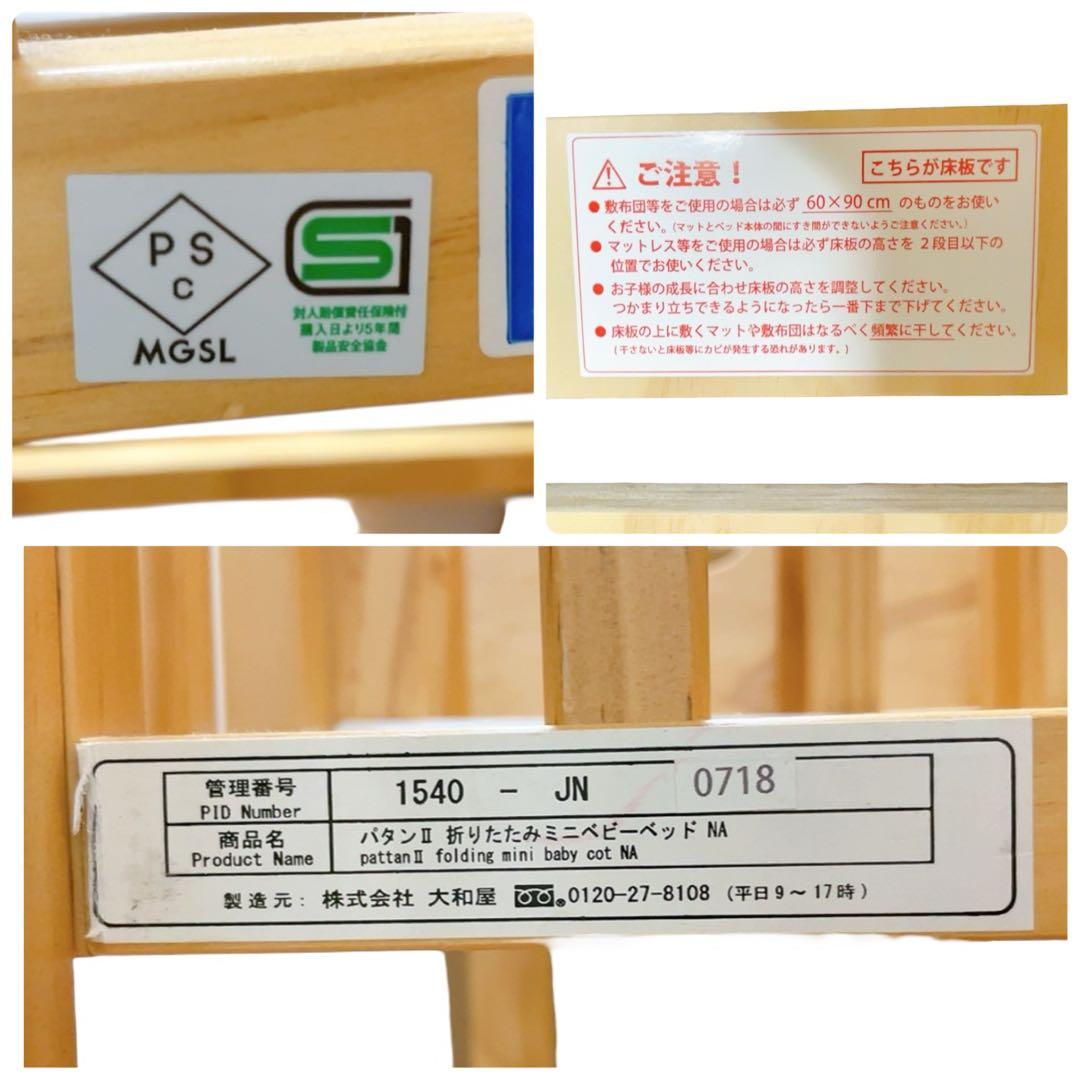 PS
C
MGSL
SG
対人賠償責任保険付
購入日より5年間
製品安全協会
ご注意！
こちらが床板です
●敷布団等をご使用の場合は必ず 60×90 cm のものをお使い
ください。（マットとベッド本体の間にすき間ができないようご注意ください。）
●マットレス等をご使用の場合は必ず床板の高さを 2段目以下の
位置でお使いください。
●お子様の成長に合わせ床板の高さを調整してください。
つかまり立ちできるようになったら一番下まで下げてください。
●床板の上に敷くマットや敷布団はなるべく頻繁に干してください。
(干さないと床板等にカビが発生する恐れがあります。)
管理番号
PID Number
1540 - JN 0718
商品名
Product Name
パタンⅡ 折りたたみミニベビーベッド NA
pattanⅡ folding mini baby cot NA
製造元: 株式会社 大和屋 0120-27-8108 (平日9～17時)